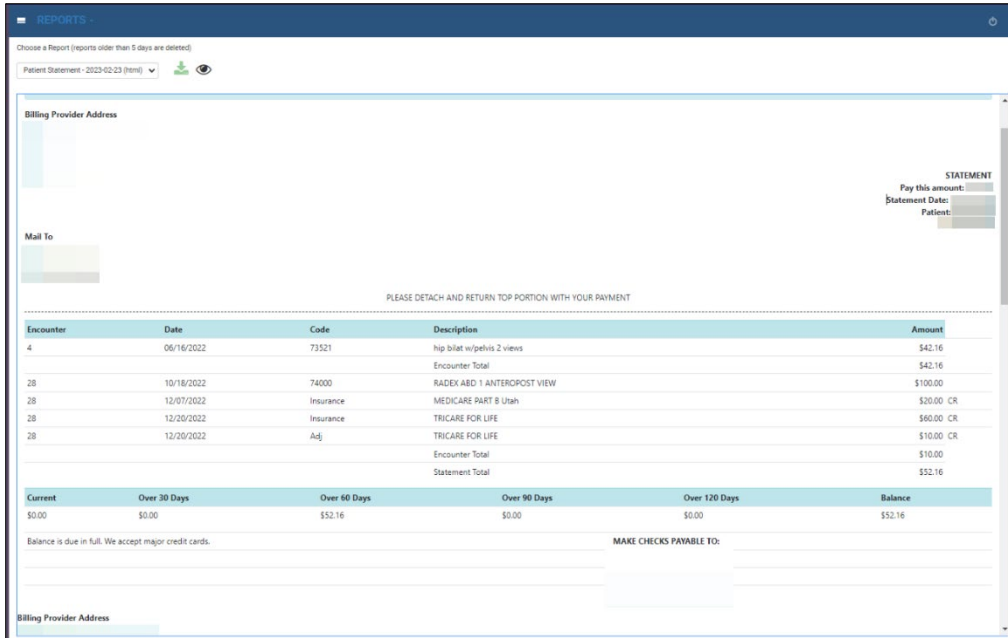 REPORTS -
Choose a Report (reports older than 5 days are deleted)
Patient Statement - 2023-02-23 (html)
Billing Provider Address
STATEMENT
Pay this amount:
Statement Date:
Patient:
Mail To
PLEASE DETACH AND RETURN TOP PORTION WITH YOUR PAYMENT
Encounter Date Code Description Amount
4 06/16/2022 73521 hip bilat w/pelvis 2 views $42.16
Encounter Total $42.16
28 10/18/2022 74000 RADEX ABD 1 ANTEROPOST VIEW $100.00
28 12/07/2022 Insurance MEDICARE PART B Utah $20.00 CR
28 12/20/2022 Insurance TRICARE FOR LIFE $60.00 CR
28 12/20/2022 Adj TRICARE FOR LIFE $10.00 CR
Encounter Total $10.00
Statement Total $52.16
Current Over 30 Days Over 60 Days Over 90 Days Over 120 Days Balance
$0.00 $0.00 $52.16 $0.00 $0.00 $52.16
Balance is due in full. We accept major credit cards. MAKE CHECKS PAYABLE TO:
Billing Provider Address